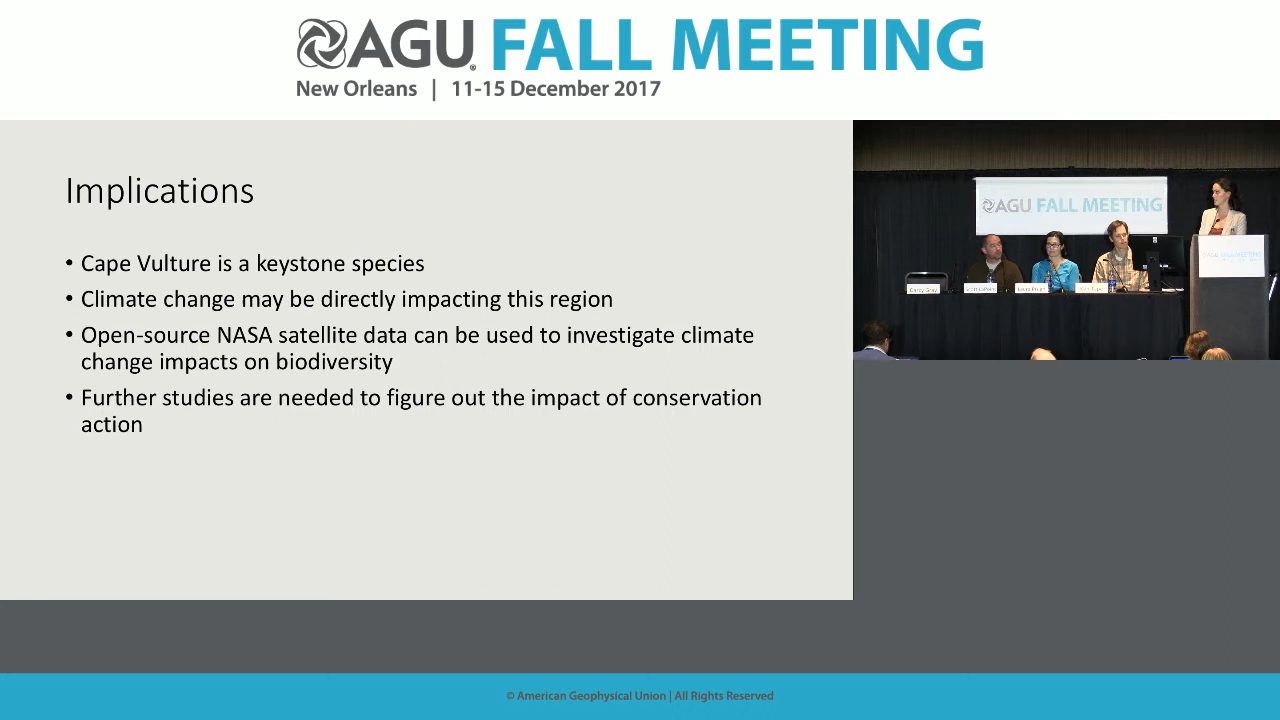 AGU FALL MEETING
New Orleans | 11-15 December 2017
Implications
• Cape Vulture is a keystone species
• Climate change may be directly impacting this region
• Open-source NASA satellite data can be used to investigate climate
change impacts on biodiversity
• Further studies are needed to figure out the impact of conservation
action
AGU FALL MEETING
Darcy Gray
© American Geophysical Union | All Rights Reserved